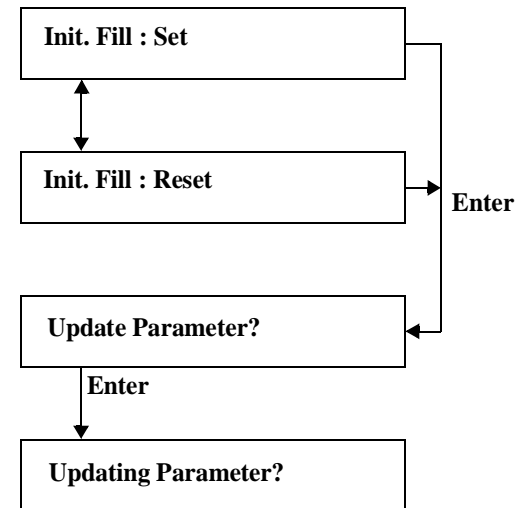 Init. Fill : Set
Init. Fill : Reset
Enter
Update Parameter?
Enter
Updating Parameter?